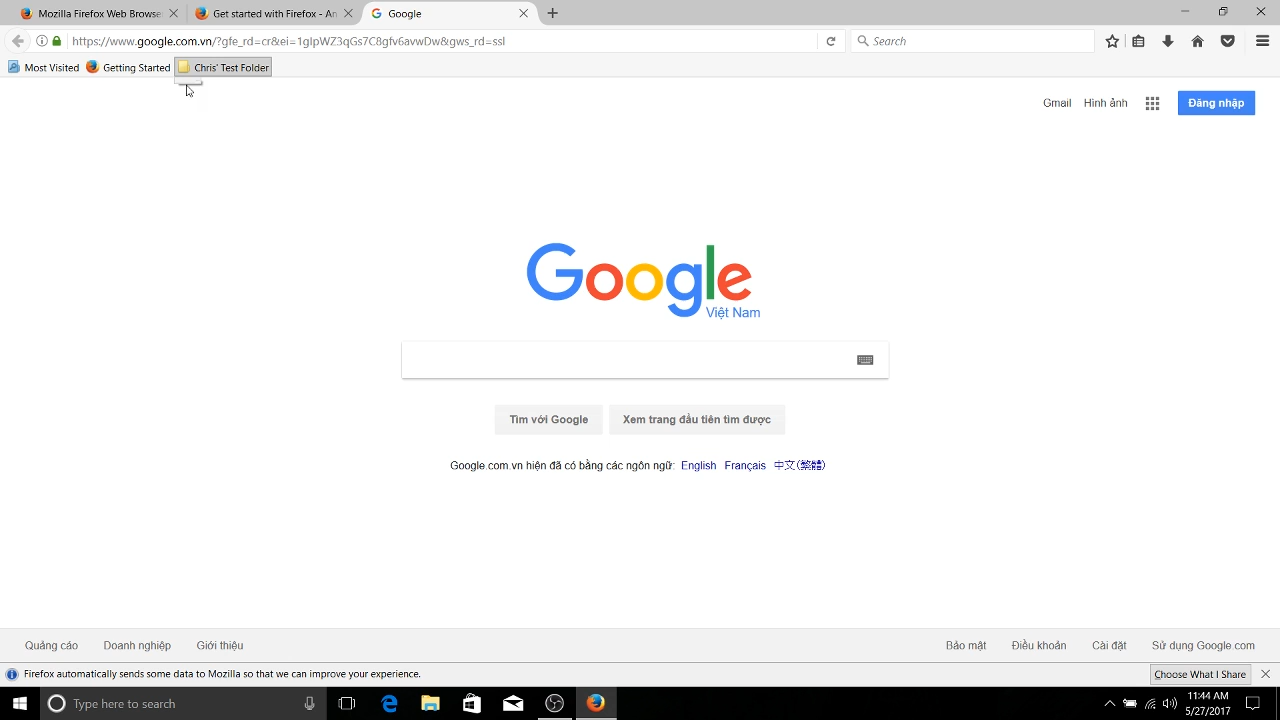 Mozilla Firefox Web Browser
Get started with Firefox - An
Google
https://www.google.com.vn/?gfe_rd=cr&ei=1glpWZ3qGs7C8gfv6avwDw&gws_rd=ssl
Search
Most Visited
Getting Started
Chris' Test Folder
Gmail
Hình ảnh
Đăng nhập
Google
Việt Nam
Tìm với Google
Xem trang đầu tiên tìm được
Google.com.vn hiện đã có bằng các ngôn ngữ: English Français 中文(繁體)
Quảng cáo
Doanh nghiệp
Giới thiệu
Bảo mật
Điều khoản
Cài đặt
Sử dụng Google.com
Firefox automatically sends some data to Mozilla so that we can improve your experience.
Choose What I Share
Type here to search
11:44 AM
5/27/2017